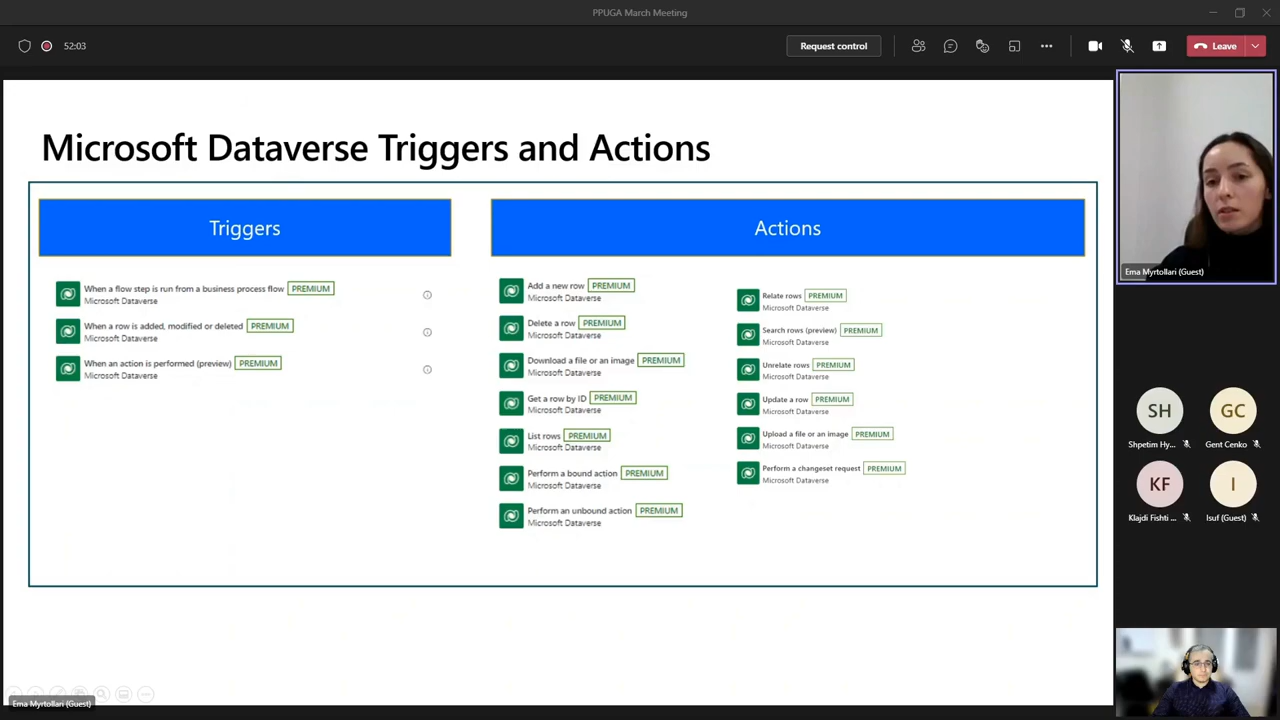 PPUGA March Meeting
52:03
Request control
Leave
Microsoft Dataverse Triggers and Actions
Triggers
When a flow step is run from a business process flow PREMIUM
Microsoft Dataverse
When a row is added, modified or deleted PREMIUM
Microsoft Dataverse
When an action is performed (preview) PREMIUM
Microsoft Dataverse
Actions
Add a new row PREMIUM
Microsoft Dataverse
Delete a row PREMIUM
Microsoft Dataverse
Download a file or an image PREMIUM
Microsoft Dataverse
Get a row by ID PREMIUM
Microsoft Dataverse
List rows PREMIUM
Microsoft Dataverse
Perform a bound action PREMIUM
Microsoft Dataverse
Perform an unbound action PREMIUM
Microsoft Dataverse
Relate rows PREMIUM
Microsoft Dataverse
Search rows (preview) PREMIUM
Microsoft Dataverse
Unrelate rows PREMIUM
Microsoft Dataverse
Update a row PREMIUM
Microsoft Dataverse
Upload a file or an image PREMIUM
Microsoft Dataverse
Perform a changeset request PREMIUM
Microsoft Dataverse
Ema Myrtollari (Guest)
SH
GC
Shpetim Hy...
Gent Cenko
KF
I
Klajdi Fishti ...
Isuf (Guest)
Ema Myrtollari (Guest)